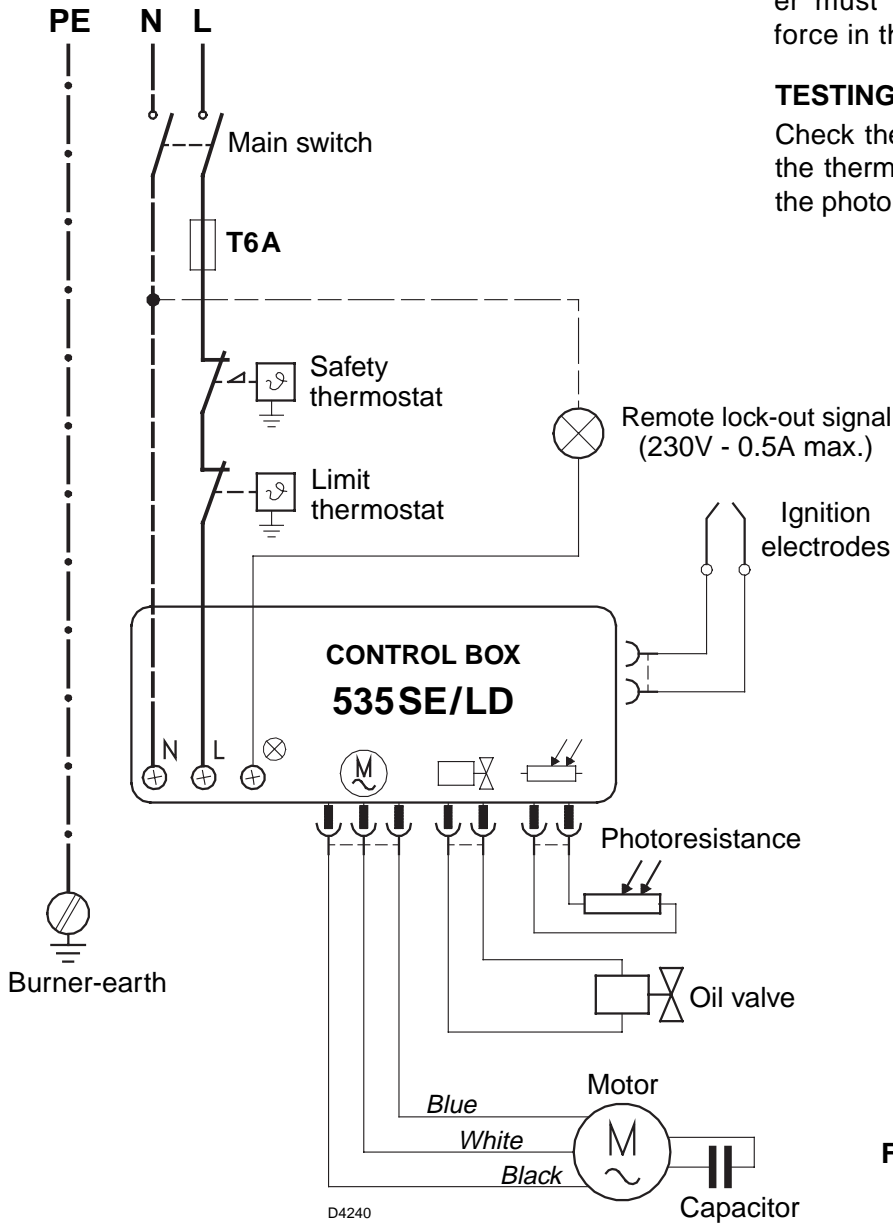 PE N L
er must
force in th
TESTING
Check the
the therm
the photo
Main switch
T6A
Safety
thermostat
Remote lock-out signal
(230V - 0.5A max.)
Limit
thermostat
Ignition
electrodes
CONTROL BOX
535SE/LD
N L
M
Photoresistance
Burner-earth
Oil valve
Motor
Blue
White
Black
M
D4240
Capacitor
F